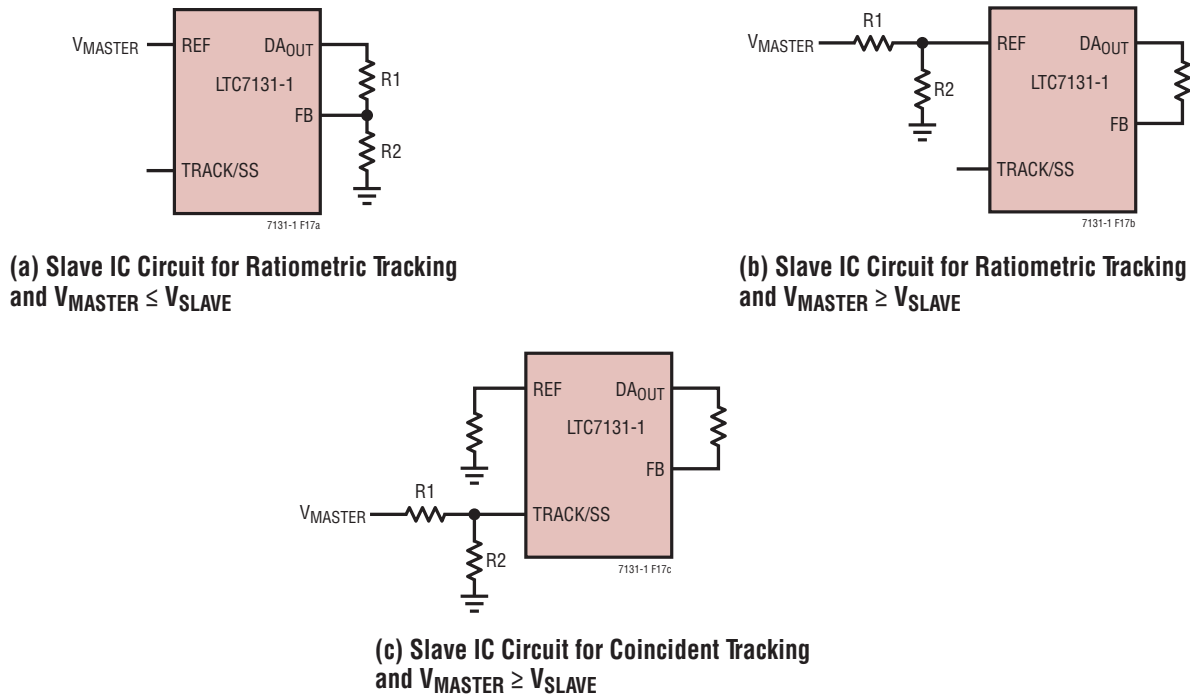 VMASTER
REF
DAOUT
LTC7131-1
R1
FB
R2
TRACK/SS
7131-1 F17a
(a) Slave IC Circuit for Ratiometric Tracking
and VMASTER ≤ VSLAVE
R1
VMASTER
REF
DAOUT
R2
LTC7131-1
FB
TRACK/SS
7131-1 F17b
(b) Slave IC Circuit for Ratiometric Tracking
and VMASTER ≥ VSLAVE
REF
DAOUT
LTC7131-1
FB
R1
VMASTER
TRACK/SS
R2
7131-1 F17c
(c) Slave IC Circuit for Coincident Tracking
and VMASTER ≥ VSLAVE